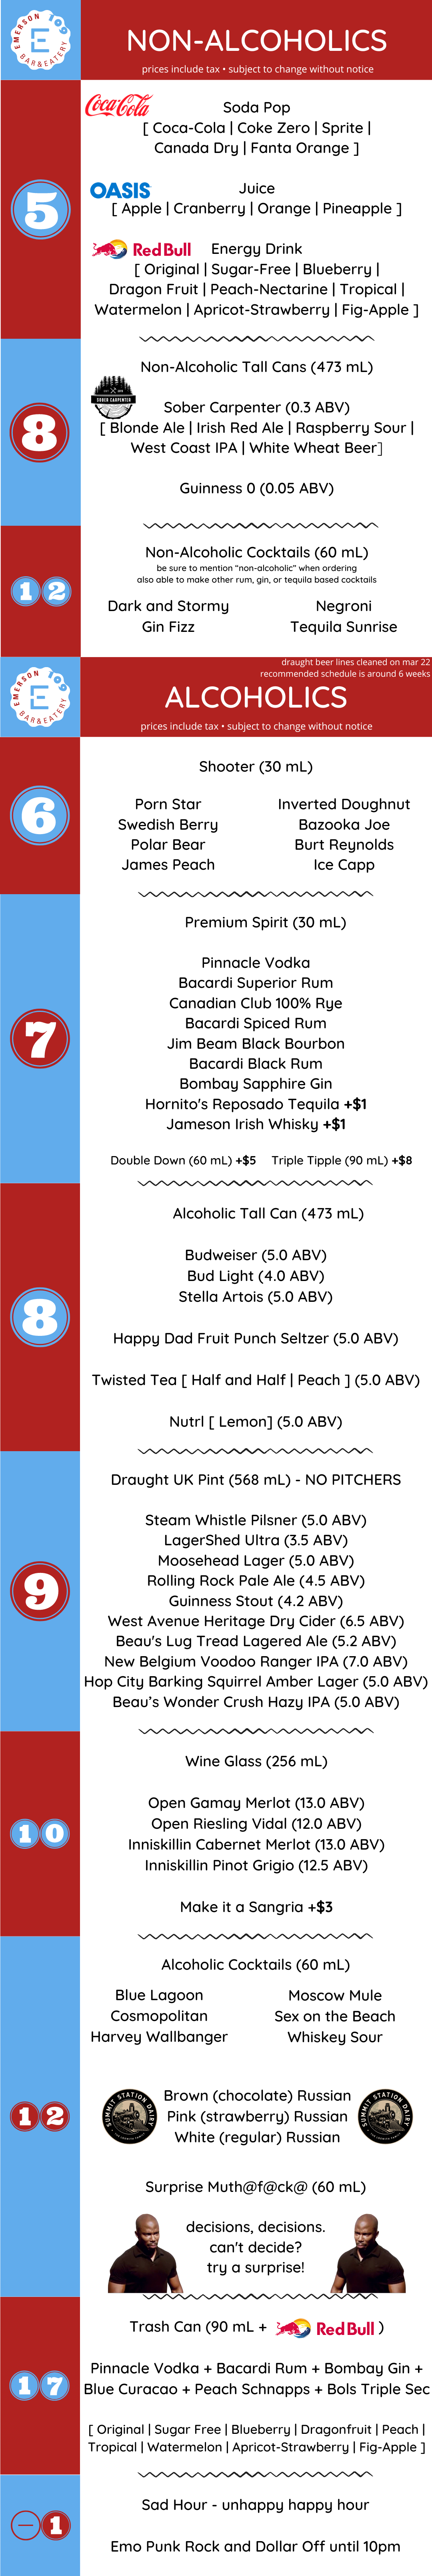 EMERSON 109
E
BAR & EATERY
NON-ALCOHOLICS
prices include tax • subject to change without notice
5
Coca-Cola
Soda Pop
[ Coca-Cola | Coke Zero | Sprite |
Canada Dry | Fanta Orange ]
OASIS
Juice
[ Apple | Cranberry | Orange | Pineapple ]
Red Bull
Energy Drink
[ Original | Sugar-Free | Blueberry |
Dragon Fruit | Peach-Nectarine | Tropical |
Watermelon | Apricot-Strawberry | Fig-Apple ]
8
Non-Alcoholic Tall Cans (473 mL)
SOBER CARPENTER
Sober Carpenter (0.3 ABV)
[ Blonde Ale | Irish Red Ale | Raspberry Sour |
West Coast IPA | White Wheat Beer]
Guinness 0 (0.05 ABV)
12
Non-Alcoholic Cocktails (60 mL)
be sure to mention "non-alcoholic" when ordering
also able to make other rum, gin, or tequila based cocktails
Dark and Stormy Negroni
Gin Fizz Tequila Sunrise
draught beer lines cleaned on mar 22
recommended schedule is around 6 weeks
EMERSON 109
E
BAR & EATERY
ALCOHOLICS
prices include tax • subject to change without notice
6
Shooter (30 mL)
Porn Star Inverted Doughnut
Swedish Berry Bazooka Joe
Polar Bear Burt Reynolds
James Peach Ice Capp
7
Premium Spirit (30 mL)
Pinnacle Vodka
Bacardi Superior Rum
Canadian Club 100% Rye
Bacardi Spiced Rum
Jim Beam Black Bourbon
Bacardi Black Rum
Bombay Sapphire Gin
Hornito's Reposado Tequila +$1
Jameson Irish Whisky +$1
Double Down (60 mL) +$5 Triple Tipple (90 mL) +$8
8
Alcoholic Tall Can (473 mL)
Budweiser (5.0 ABV)
Bud Light (4.0 ABV)
Stella Artois (5.0 ABV)
Happy Dad Fruit Punch Seltzer (5.0 ABV)
Twisted Tea [ Half and Half | Peach ] (5.0 ABV)
Nutrl [ Lemon] (5.0 ABV)
9
Draught UK Pint (568 mL) - NO PITCHERS
Steam Whistle Pilsner (5.0 ABV)
LagerShed Ultra (3.5 ABV)
Moosehead Lager (5.0 ABV)
Rolling Rock Pale Ale (4.5 ABV)
Guinness Stout (4.2 ABV)
West Avenue Heritage Dry Cider (6.5 ABV)
Beau's Lug Tread Lagered Ale (5.2 ABV)
New Belgium Voodoo Ranger IPA (7.0 ABV)
Hop City Barking Squirrel Amber Lager (5.0 ABV)
Beau's Wonder Crush Hazy IPA (5.0 ABV)
10
Wine Glass (256 mL)
Open Gamay Merlot (13.0 ABV)
Open Riesling Vidal (12.0 ABV)
Inniskillin Cabernet Merlot (13.0 ABV)
Inniskillin Pinot Grigio (12.5 ABV)
Make it a Sangria +$3
12
Alcoholic Cocktails (60 mL)
Blue Lagoon Moscow Mule
Cosmopolitan Sex on the Beach
Harvey Wallbanger Whiskey Sour
SUMMIT STATION DAIRY
Brown (chocolate) Russian
Pink (strawberry) Russian
White (regular) Russian
SUMMIT STATION DAIRY
Surprise Muth@f@ck@ (60 mL)
decisions, decisions.
can't decide?
try a surprise!
17
Trash Can (90 mL + Red Bull )
Pinnacle Vodka + Bacardi Rum + Bombay Gin +
Blue Curacao + Peach Schnapps + Bols Triple Sec
[ Original | Sugar Free | Blueberry | Dragonfruit | Peach |
Tropical | Watermelon | Apricot-Strawberry | Fig-Apple ]
-1
Sad Hour - unhappy happy hour
Emo Punk Rock and Dollar Off until 10pm